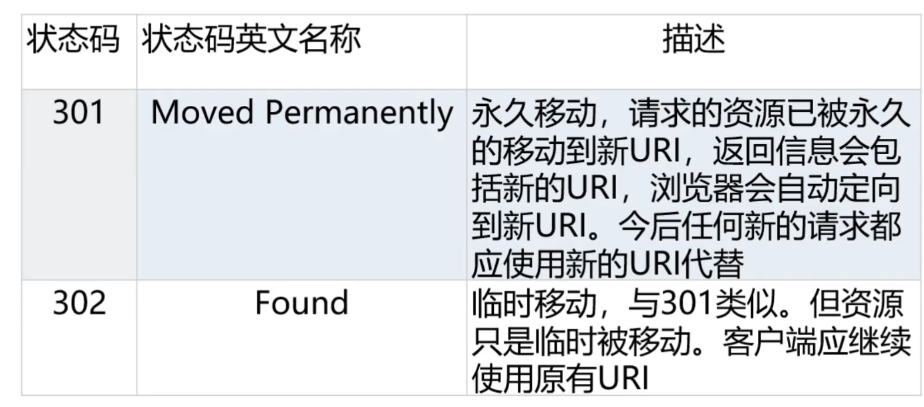 状态码 状态码英文名称 描述
301 Moved Permanently 永久移动，请求的资源已被永久
的移动到新URI，返回信息会包
括新的URI，浏览器会自动定向
到新URI。今后任何新的请求都
应使用新的URI代替
302 Found 临时移动，与301类似。但资源
只是临时被移动。客户端应继续
使用原有URI